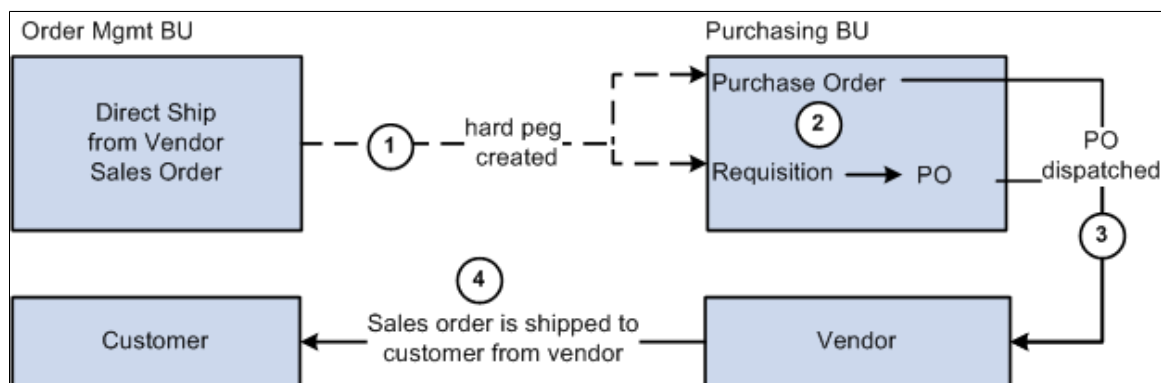 Order Mgmt BU
Purchasing BU
Direct Ship
from Vendor
Sales Order
1
hard peg
created
Purchase Order
2
Requisition
PO
PO
dispatched
3
4
Sales order is shipped to
customer from vendor
Customer
Vendor